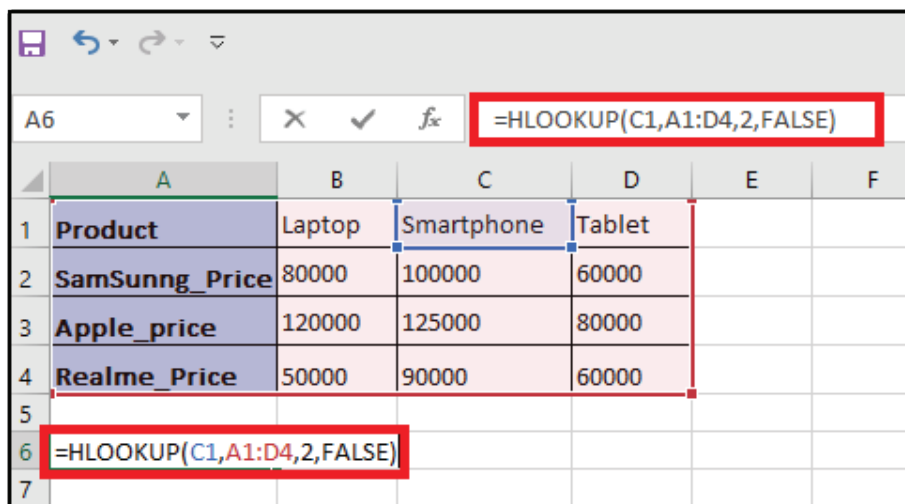 A6 fx =HLOOKUP(C1,A1:D4,2,FALSE)
A B C D E F
1 Product Laptop Smartphone Tablet
2 SamSunng_Price 80000 100000 60000
3 Apple_price 120000 125000 80000
4 Realme_Price 50000 90000 60000
5
6 =HLOOKUP(C1,A1:D4,2,FALSE)
7